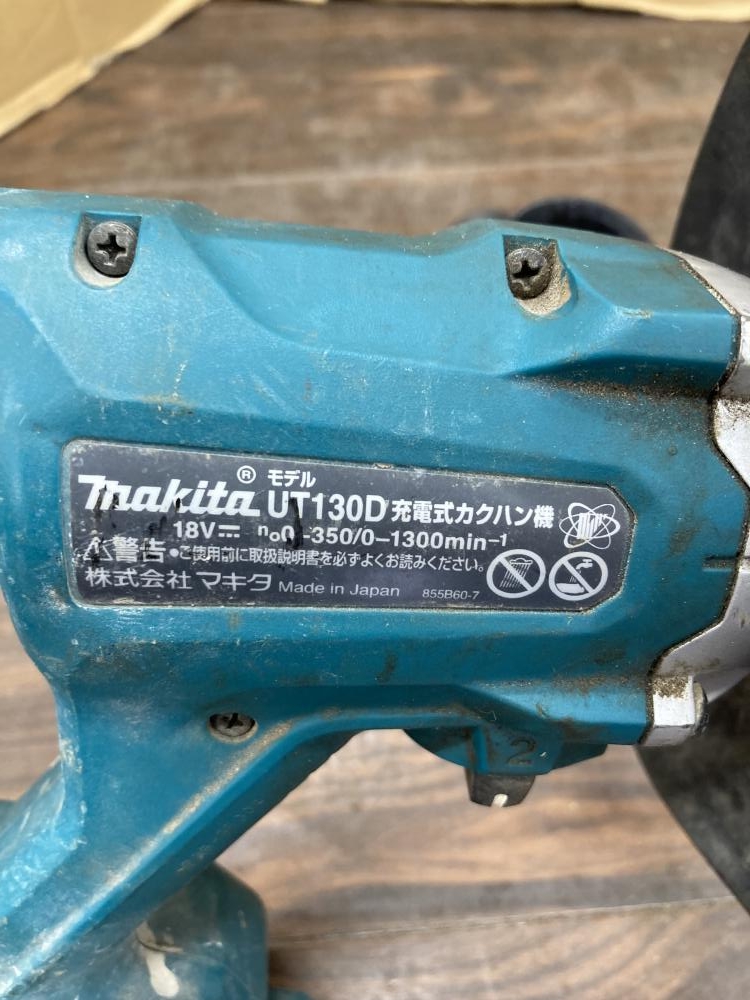 makita® モデル UT130D 充電式カクハン機
18V⎓ n₀0-350/0-1300min⁻¹
⚠警告•ご使用前に取扱説明書を必ずよくお読みください。
株式会社 マキタ Made in Japan 855B60-7
2